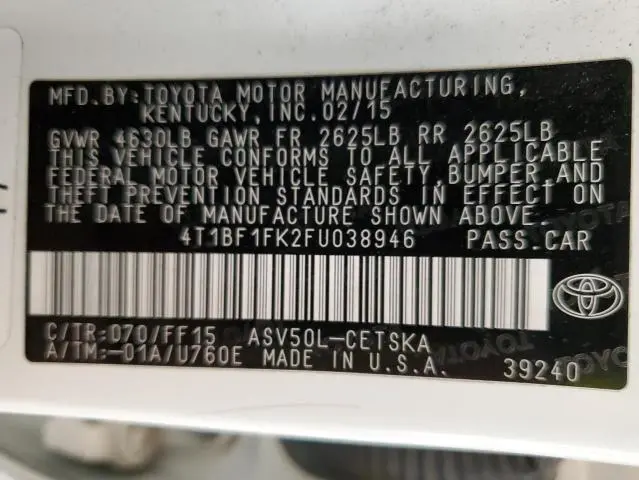 MFD. BY: TOYOTA MOTOR MANUFACTURING,
KENTUCKY, INC. 02/15
GVWR 4630LB GAWR FR 2625LB RR 2625LB
THIS VEHICLE CONFORMS TO ALL APPLICABLE
FEDERAL MOTOR VEHICLE SAFETY, BUMPER, AND
THEFT PREVENTION STANDARDS IN EFFECT ON
THE DATE OF MANUFACTURE SHOWN ABOVE.
4T1BF1FK2FU038946 PASS.CAR
C/TR:070/FF15 ASV50L-CETSKA
A/TM:-01A/U760E MADE IN U.S.A.
39240